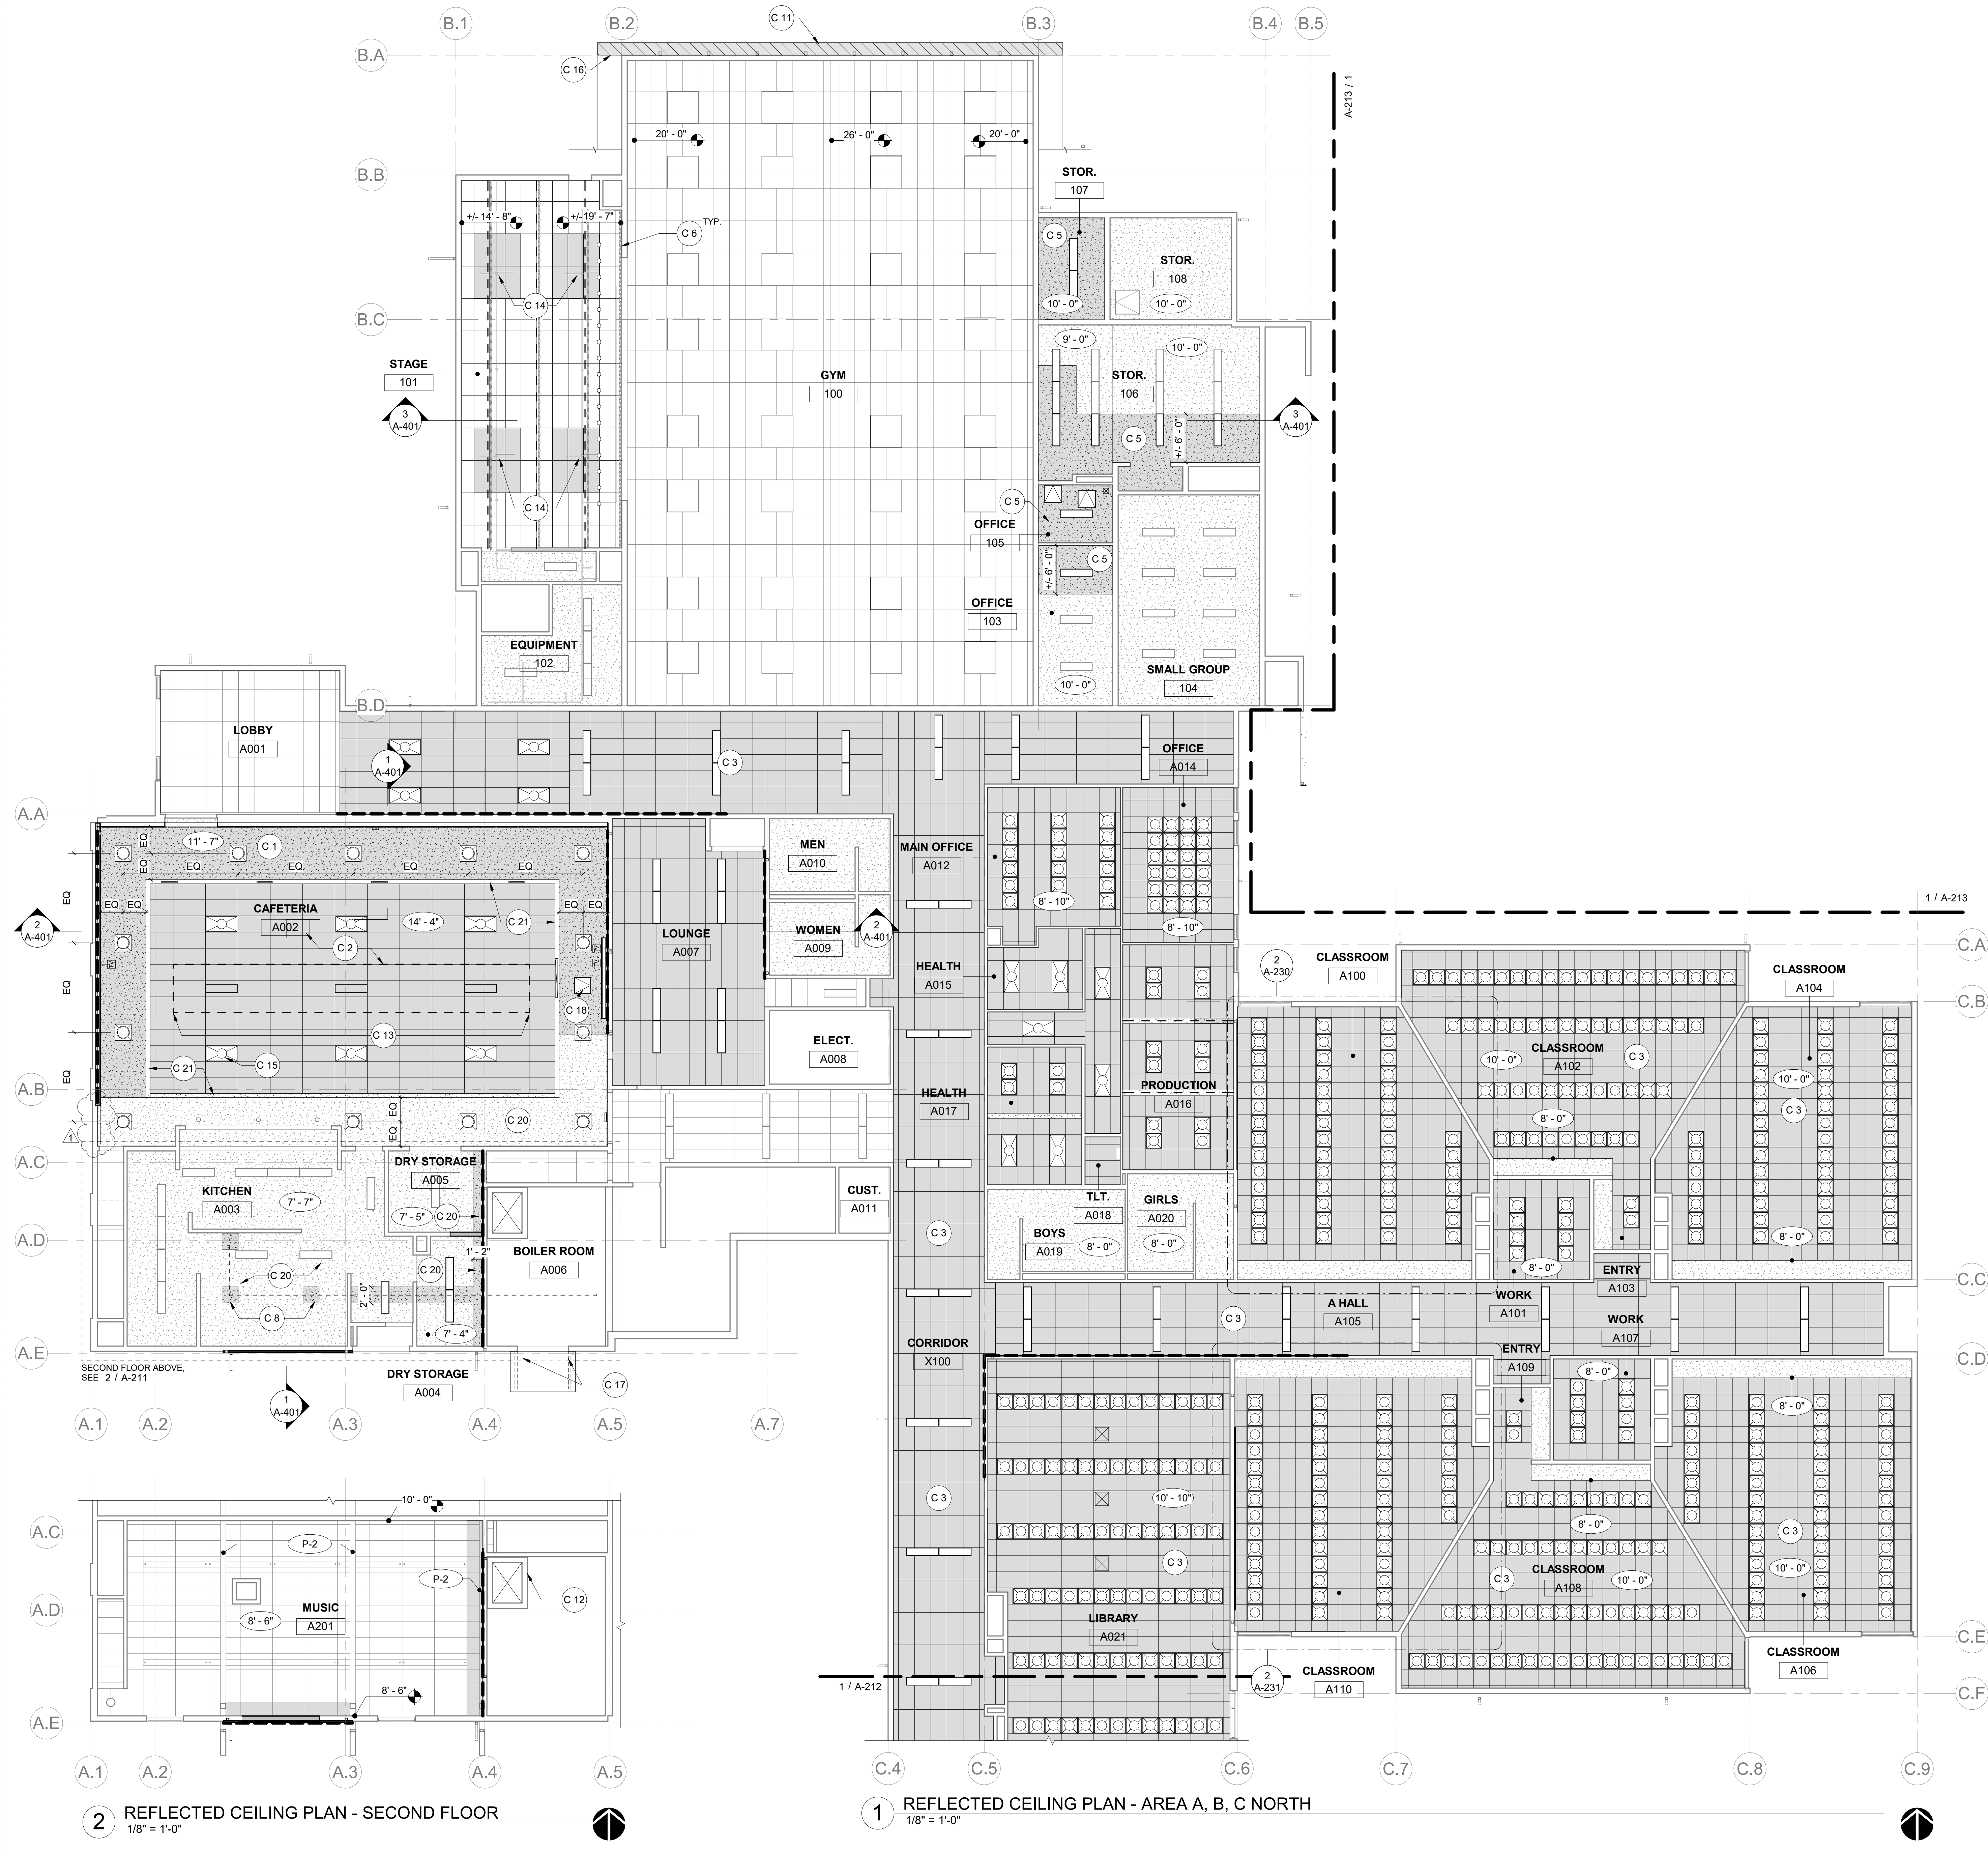 B.1
B.2
C 11
B.3
B.4
B.5
B.A
C 16
A-213 / 1
20' - 0"
26' - 0"
20' - 0"
B.B
STOR.
107
+/- 14' - 8"
+/-19' - 7"
TYP.
C 6
C 5
STOR.
108
C 14
10' - 0"
10' - 0"
B.C
9' - 0"
10' - 0"
STAGE
101
GYM
100
STOR.
106
3
A-401
3
A-401
C 5
+/- 6' - 0"
C 14
C 5
OFFICE
105
C 5
+/- 6' - 0"
OFFICE
103
EQUIPMENT
102
SMALL GROUP
104
10' - 0"
B.D
LOBBY
A001
OFFICE
A014
1
A-401
C 3
A.A
11' - 7"
C 1
EQ
EQ
EQ
EQ
EQ
EQ
MEN
A010
MAIN OFFICE
A012
EQ
8' - 10"
1 / A-213
EQ
EQ
CAFETERIA
A002
14' - 4"
C 21
EQ
EQ
2
A-401
C 2
LOUNGE
A007
WOMEN
A009
2
A-401
8' - 10"
C.A
HEALTH
A015
2
A-230
CLASSROOM
A100
CLASSROOM
A104
EQ
C 18
C.B
C 13
ELECT.
A008
CLASSROOM
A102
10' - 0"
C 3
C 15
C 21
EQ
10' - 0"
A.B
HEALTH
A017
PRODUCTION
A016
C 3
8' - 0"
EQ
C 20
EQ
1
A.C
DRY STORAGE
A005
KITCHEN
A003
7' - 7"
7' - 5"
C 20
CUST.
A011
TLT.
A018
GIRLS
A020
BOYS
A019
8' - 0"
8' - 0"
C 3
8' - 0"
A.D
1' - 2"
BOILER ROOM
A006
C 20
C 20
8' - 0"
ENTRY
A103
C.C
2' - 0"
C 8
7' - 4"
WORK
A101
A HALL
A105
C 3
WORK
A107
A.E
CORRIDOR
X100
ENTRY
A109
C.D
SECOND FLOOR ABOVE,
SEE 2 / A-211
DRY STORAGE
A004
C 17
8' - 0"
8' - 0"
1
A-401
A.1
A.2
A.3
A.4
A.5
A.7
10' - 0"
C 3
10' - 10"
8' - 0"
C 3
A.C
P-2
C 3
CLASSROOM
A108
10' - 0"
10' - 0"
C 3
P-2
C 12
A.D
MUSIC
A201
8' - 6"
LIBRARY
A021
C.E
8' - 6"
1 / A-212
2
A-231
CLASSROOM
A110
CLASSROOM
A106
C.F
A.E
A.1
A.2
A.3
A.4
A.5
C.4
C.5
C.6
C.7
C.8
C.9
2
REFLECTED CEILING PLAN - SECOND FLOOR
1/8" = 1'-0"
1
REFLECTED CEILING PLAN - AREA A, B, C NORTH
1/8" = 1'-0"